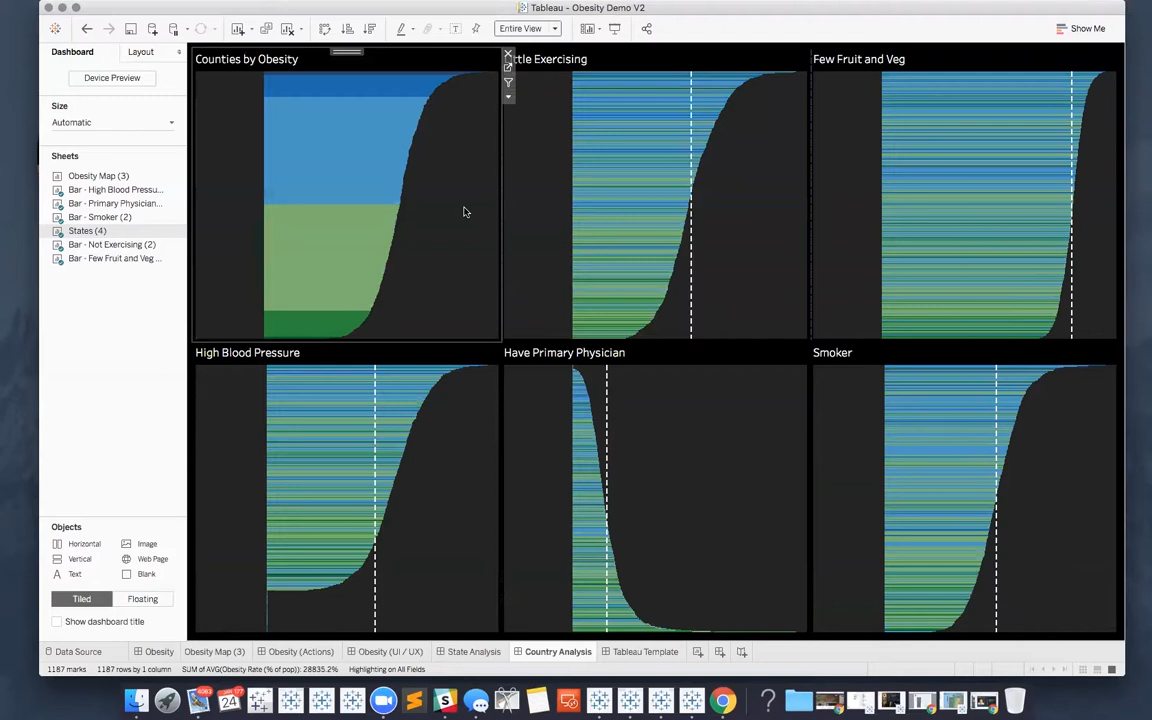 Tableau - Obesity Demo V2
Entire View
Show Me
Dashboard
Layout
Device Preview
Size
Automatic
Sheets
Obesity Map (3)
Bar - High Blood Pressu...
Bar - Primary Physician...
Bar - Smoker (2)
States (4)
Bar - Not Exercising (2)
Bar - Few Fruit and Veg ...
Objects
Horizontal
Image
Vertical
Web Page
Text
Blank
Tiled
Floating
Show dashboard title
Counties by Obesity
ttle Exercising
Few Fruit and Veg
High Blood Pressure
Have Primary Physician
Smoker
Data Source
Obesity
Obesity Map (3)
Obesity (Actions)
Obesity (UI / UX)
State Analysis
Country Analysis
Tableau Template
1187 marks
1187 rows by 1 column
SUM of AVG(Obesity Rate (% of pop)): 28835.2%
Highlighting on All Fields
24